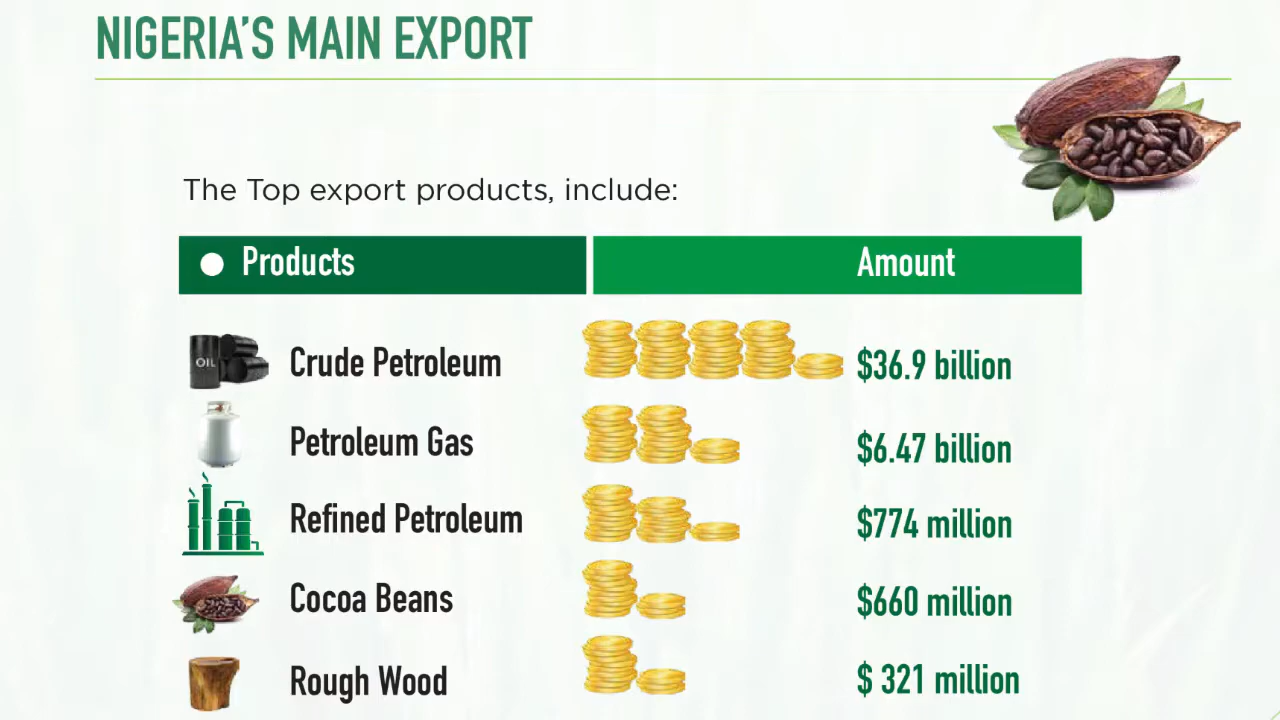 NIGERIA'S MAIN EXPORT
The Top export products, include:
Products Amount
OIL
Crude Petroleum $36.9 billion
Petroleum Gas $6.47 billion
Refined Petroleum $774 million
Cocoa Beans $660 million
Rough Wood $ 321 million